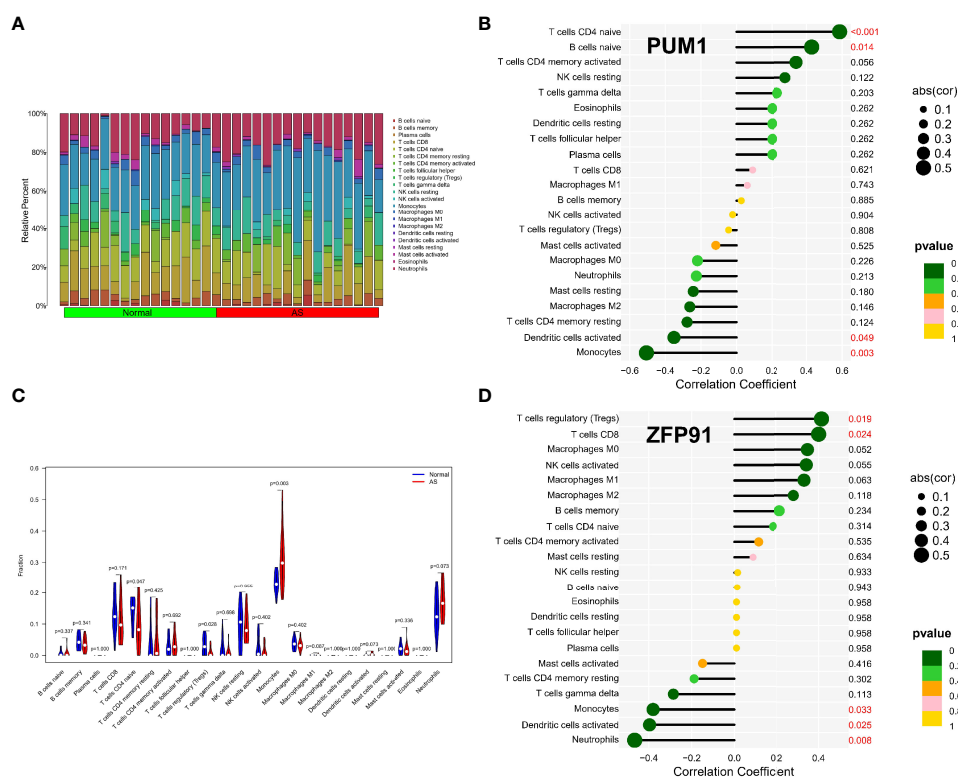 A
100%
80%
60%
40%
20%
0%
Relative Percent
Normal
AS
B cells naive
B cells memory
Plasma cells
T cells CD8
T cells CD4 naive
T cells CD4 memory resting
T cells CD4 memory activated
T cells follicular helper
T cells regulatory (Tregs)
T cells gamma delta
NK cells resting
NK cells activated
Monocytes
Macrophages M0
Macrophages M1
Macrophages M2
Dendritic cells resting
Dendritic cells activated
Mast cells resting
Mast cells activated
Eosinophils
Neutrophils
B
PUM1
T cells CD4 naive <0.001
B cells naive 0.014
T cells CD4 memory activated 0.056
NK cells resting 0.122
T cells gamma delta 0.203
Eosinophils 0.262
Dendritic cells resting 0.262
T cells follicular helper 0.262
Plasma cells 0.262
T cells CD8 0.621
Macrophages M1 0.743
B cells memory 0.885
NK cells activated 0.904
T cells regulatory (Tregs) 0.808
Mast cells activated 0.525
Macrophages M0 0.226
Neutrophils 0.213
Mast cells resting 0.180
Macrophages M2 0.146
T cells CD4 memory resting 0.124
Dendritic cells activated 0.049
Monocytes 0.003
−0.6 −0.4 −0.2 0.0 0.2 0.4 0.6
Correlation Coefficient
abs(cor)
0.1
0.2
0.3
0.4
0.5
pvalue
1
C
0.6
0.5
0.4
0.3
0.2
0.1
0.0
Fraction
Normal
AS
p=0.337
p=0.341
p=1.000
p=0.171
p=0.047
p=0.425
p=0.692
p=1.000
p=0.028
p=0.698
p=0.402
p=0.003
p=0.402
p=1.000
p=0.073
p=0.336
p=0.073
B cells naive
B cells memory
Plasma cells
T cells CD8
T cells CD4 naive
T cells CD4 memory resting
T cells CD4 memory activated
T cells follicular helper
T cells regulatory (Tregs)
T cells gamma delta
NK cells resting
NK cells activated
Monocytes
Macrophages M0
Macrophages M1
Macrophages M2
Dendritic cells resting
Dendritic cells activated
Mast cells resting
Mast cells activated
Eosinophils
Neutrophils
D
ZFP91
T cells regulatory (Tregs) 0.019
T cells CD8 0.024
Macrophages M0 0.052
NK cells activated 0.055
Macrophages M1 0.063
Macrophages M2 0.118
B cells memory 0.234
T cells CD4 naive 0.314
T cells CD4 memory activated 0.535
Mast cells resting 0.634
NK cells resting 0.933
B cells naive 0.943
Eosinophils 0.958
Dendritic cells resting 0.958
T cells follicular helper 0.958
Plasma cells 0.958
Mast cells activated 0.416
T cells CD4 memory resting 0.302
T cells gamma delta 0.113
Monocytes 0.033
Dendritic cells activated 0.025
Neutrophils 0.008
−0.4 −0.2 0.0 0.2 0.4
Correlation Coefficient
abs(cor)
0.1
0.2
0.3
0.4
0.5
pvalue
1